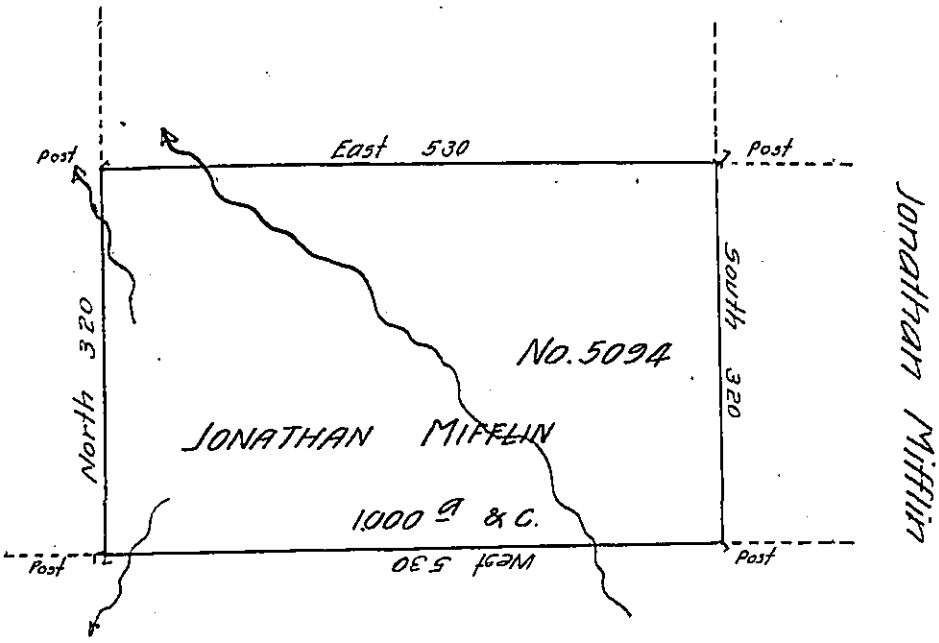 Post
East 530
Post
North 320
South 320
Jonathan Mifflin
No. 5094
JONATHAN MIFFLIN
1000 a & C.
Post
West 530
Post